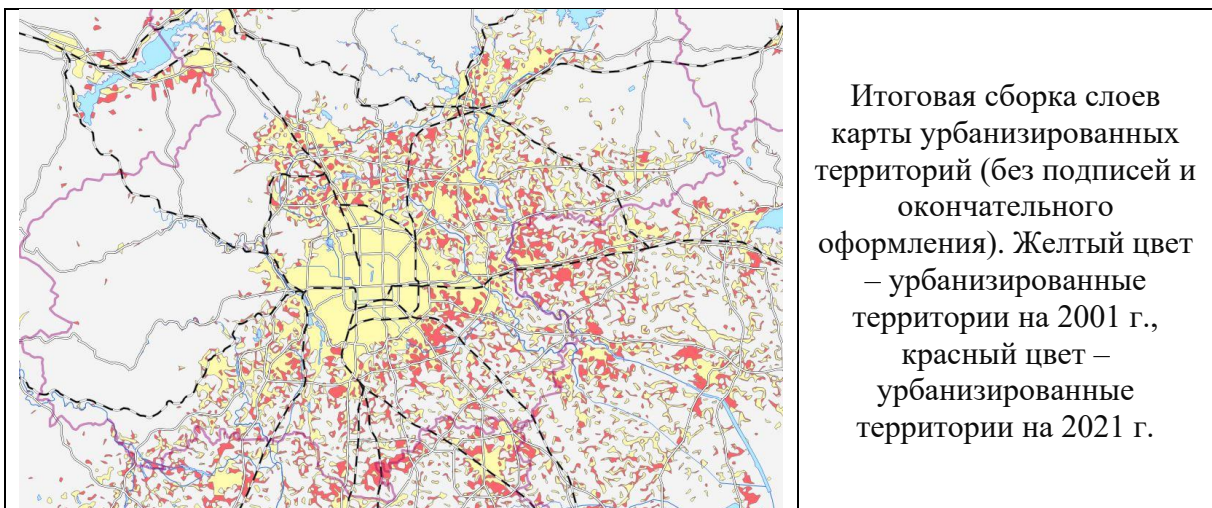 Итоговая сборка слоев
карты урбанизированных
территорий (без подписей и
окончательного
оформления). Желтый цвет
– урбанизированные
территории на 2001 г.,
красный цвет –
урбанизированные
территории на 2021 г.